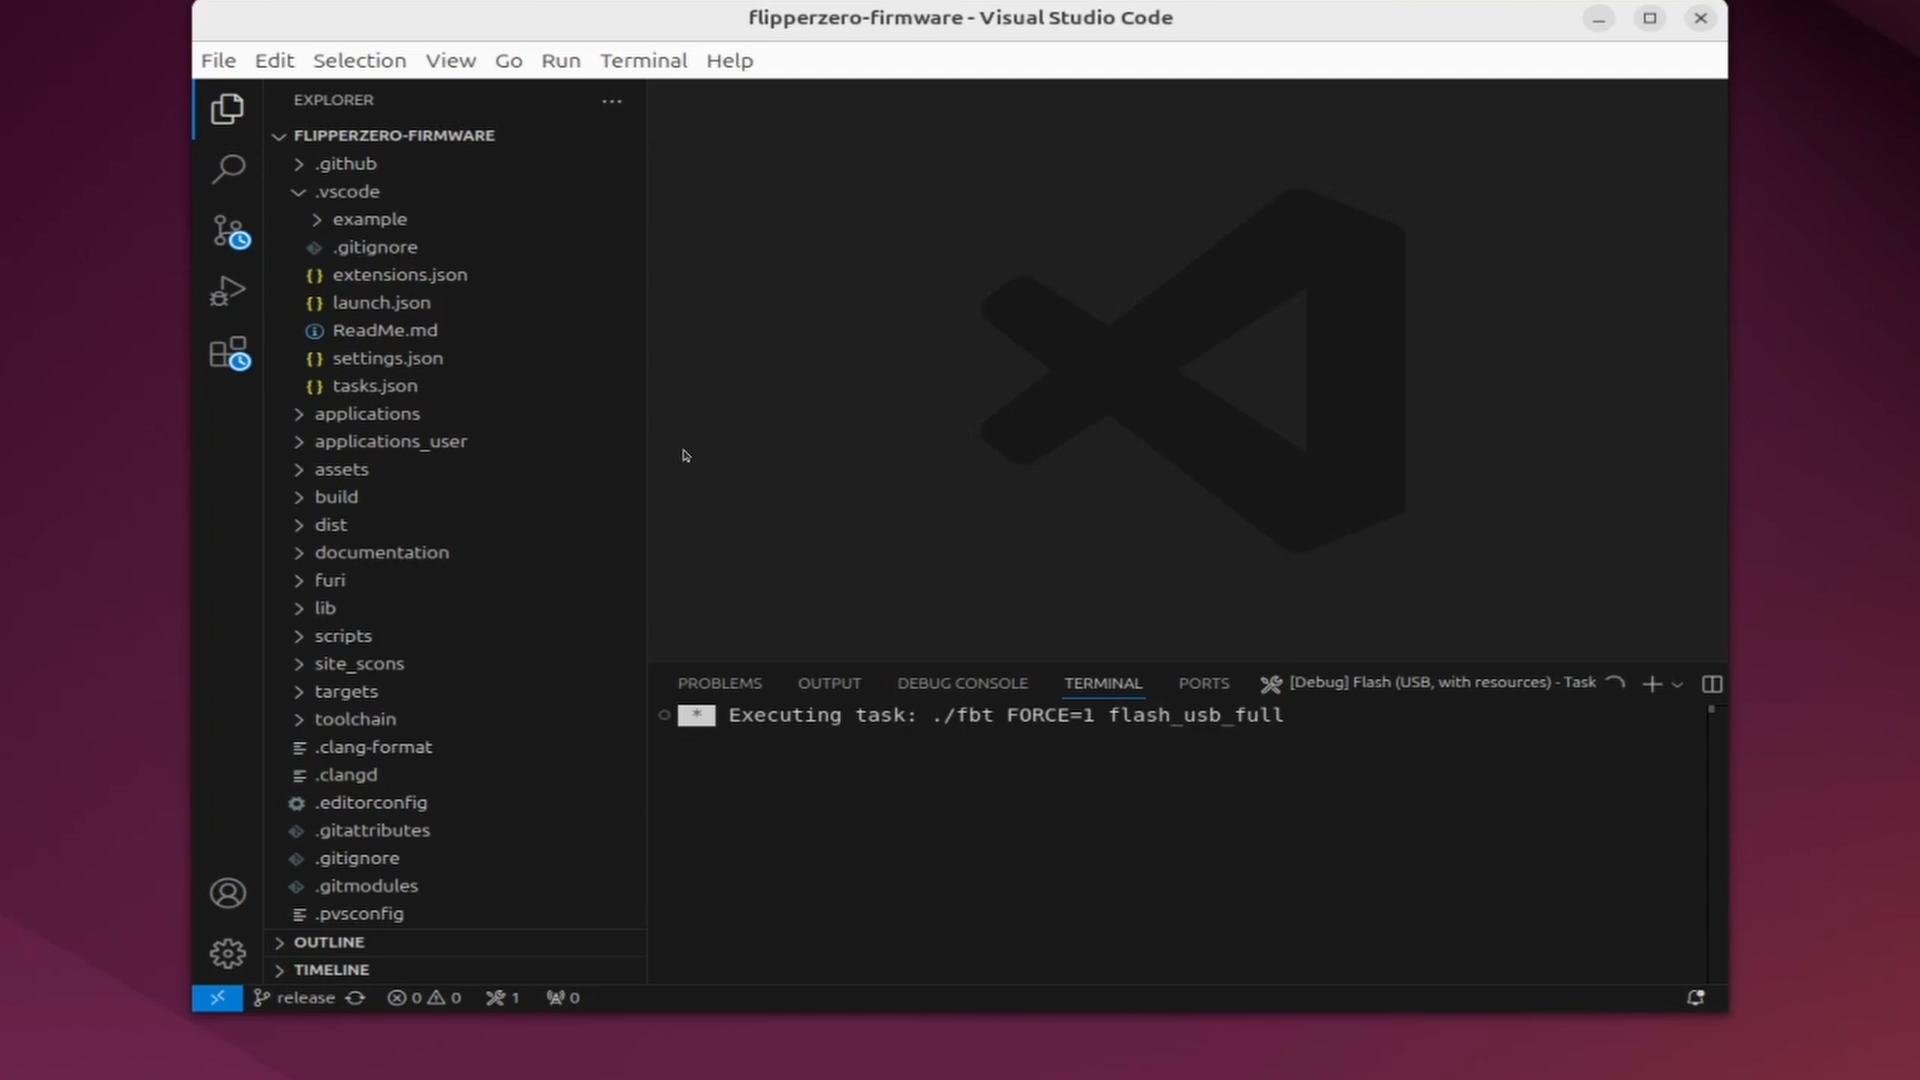 flipperzero-firmware - Visual Studio Code
File Edit Selection View Go Run Terminal Help
EXPLORER
FLIPPERZERO-FIRMWARE
.github
.vscode
example
.gitignore
extensions.json
launch.json
ReadMe.md
settings.json
tasks.json
applications
applications_user
assets
build
dist
documentation
furi
lib
scripts
site_scons
targets
toolchain
.clang-format
.clangd
.editorconfig
.gitattributes
.gitignore
.gitmodules
.pvsconfig
OUTLINE
TIMELINE
PROBLEMS OUTPUT DEBUG CONSOLE TERMINAL PORTS [Debug] Flash (USB, with resources) - Task
* Executing task: ./fbt FORCE=1 flash_usb_full
release 0 0 1 0